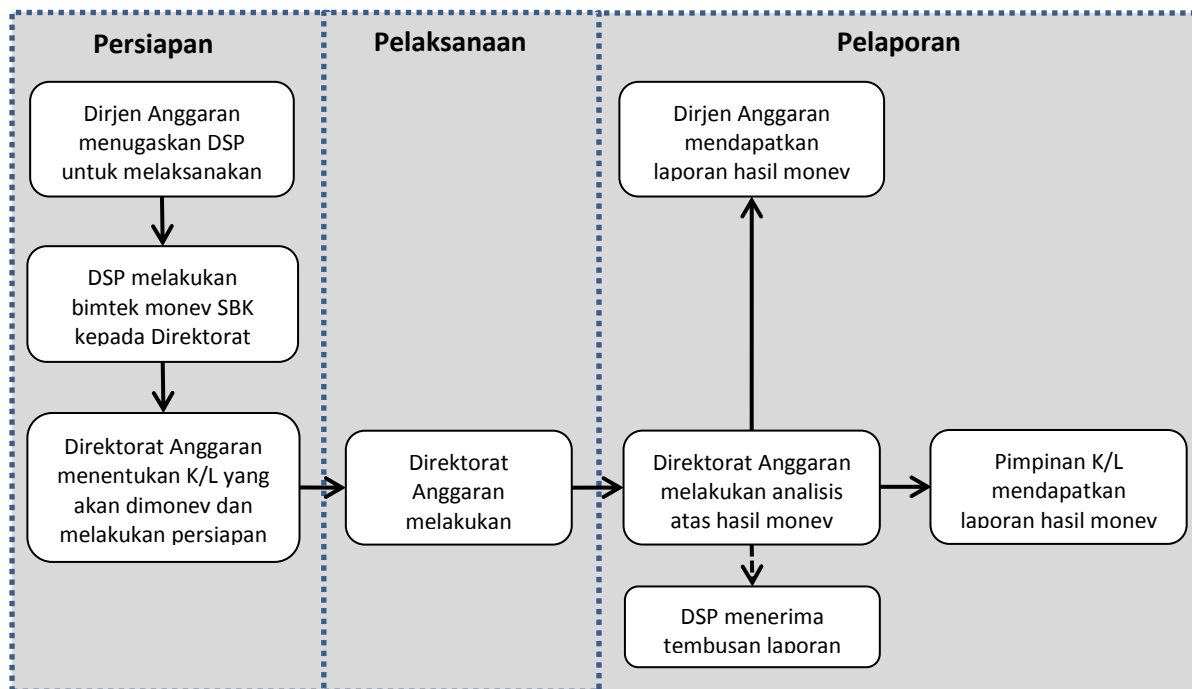 Persiapan
Dirjen Anggaran
menugaskan DSP
untuk melaksanakan
DSP melakukan
bimtek monev SBK
kepada Direktorat
Direktorat Anggaran
menentukan K/L yang
akan dimonev dan
melakukan persiapan
Pelaksanaan
Direktorat
Anggaran
melakukan
Pelaporan
Dirjen Anggaran
mendapatkan
laporan hasil monev
Direktorat Anggaran
melakukan analisis
atas hasil monev
Pimpinan K/L
mendapatkan
laporan hasil monev
DSP menerima
tembusan laporan